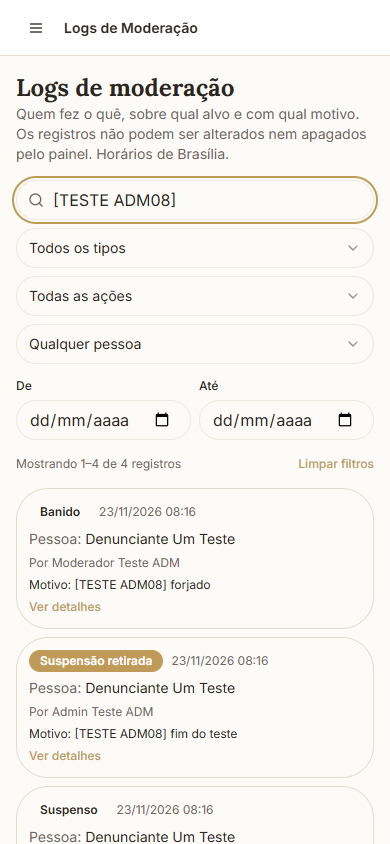 Logs de Moderação
Logs de moderação
Quem fez o quê, sobre qual alvo e com qual motivo.
Os registros não podem ser alterados nem apagados
pelo painel. Horários de Brasília.
[TESTE ADM08]
Todos os tipos
Todas as ações
Qualquer pessoa
De Até
dd/mm/aaaa dd/mm/aaaa
Mostrando 1–4 de 4 registros Limpar filtros
Banido 23/11/2026 08:16
Pessoa: Denunciante Um Teste
Por Moderador Teste ADM
Motivo: [TESTE ADM08] forjado
Ver detalhes
Suspensão retirada 23/11/2026 08:16
Pessoa: Denunciante Um Teste
Por Admin Teste ADM
Motivo: [TESTE ADM08] fim do teste
Ver detalhes
Suspenso 23/11/2026 08:16
Pessoa: Denunciante Um Teste